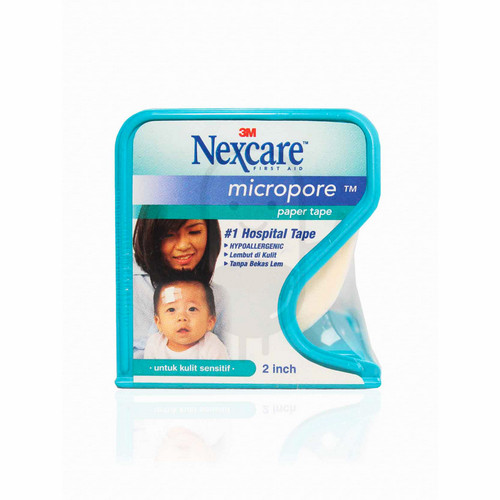 3M
Nexcare™
FIRST AID
micropore ™
paper tape
#1 Hospital Tape
▸ HYPOALLERGENIC
▸ Lembut di Kulit
▸ Tanpa Bekas Lem
• untuk kulit sensitif •
2 inch